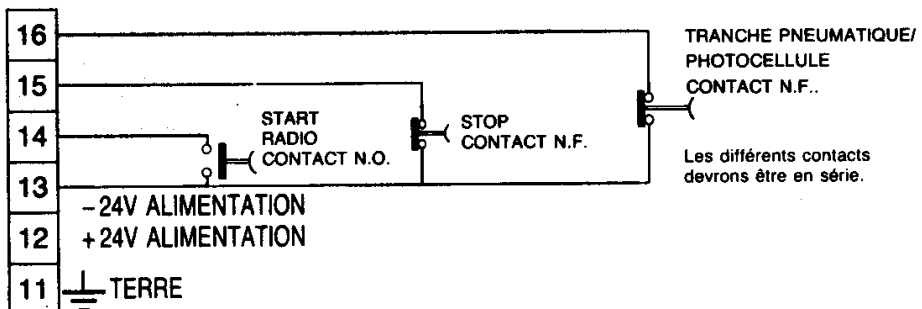 16
TRANCHE PNEUMATIQUE/
PHOTOCELLULE
CONTACT N.F..
15
START
RADIO
CONTACT N.O.
STOP
CONTACT N.F.
14
Les différents contacts
devrons être en série.
13
-24V ALIMENTATION
12
+24V ALIMENTATION
11
TERRE